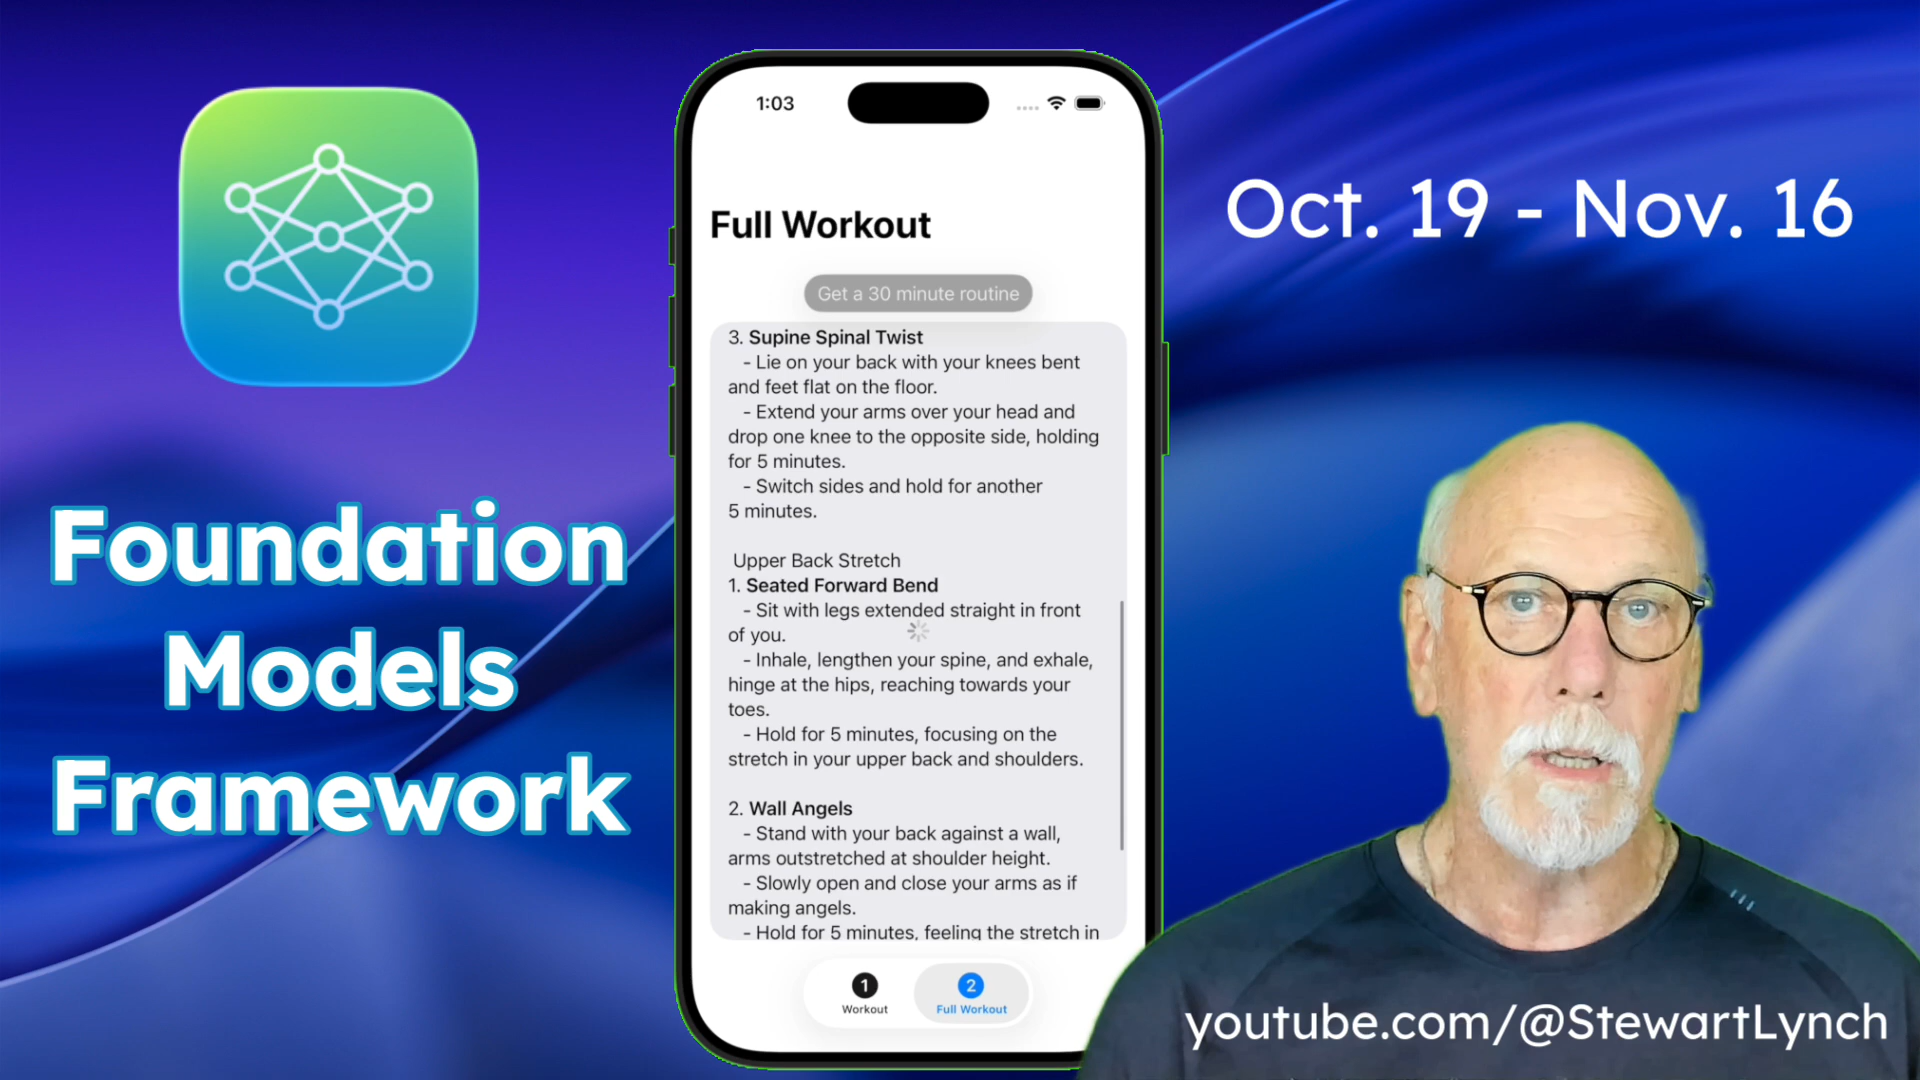 Foundation
Models
Framework
1:03
Full Workout
Get a 30 minute routine
3. Supine Spinal Twist
- Lie on your back with your knees bent
and feet flat on the floor.
- Extend your arms over your head and
drop one knee to the opposite side, holding
for 5 minutes.
- Switch sides and hold for another
5 minutes.
Upper Back Stretch
1. Seated Forward Bend
- Sit with legs extended straight in front
of you.
- Inhale, lengthen your spine, and exhale,
hinge at the hips, reaching towards your
toes.
- Hold for 5 minutes, focusing on the
stretch in your upper back and shoulders.
2. Wall Angels
- Stand with your back against a wall,
arms outstretched at shoulder height.
- Slowly open and close your arms as if
making angels.
- Hold for 5 minutes, feeling the stretch in
1
Workout
2
Full Workout
Oct. 19 - Nov. 16
youtube.com/@StewartLynch